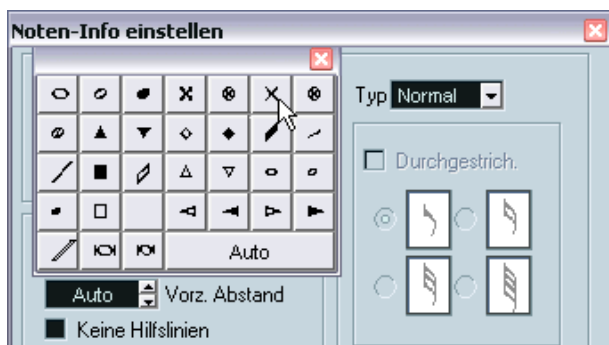 Noten-Info einstellen
Typ Normal
Durchgestrich.
Auto
Auto Vorz. Abstand
Keine Hilfslinien